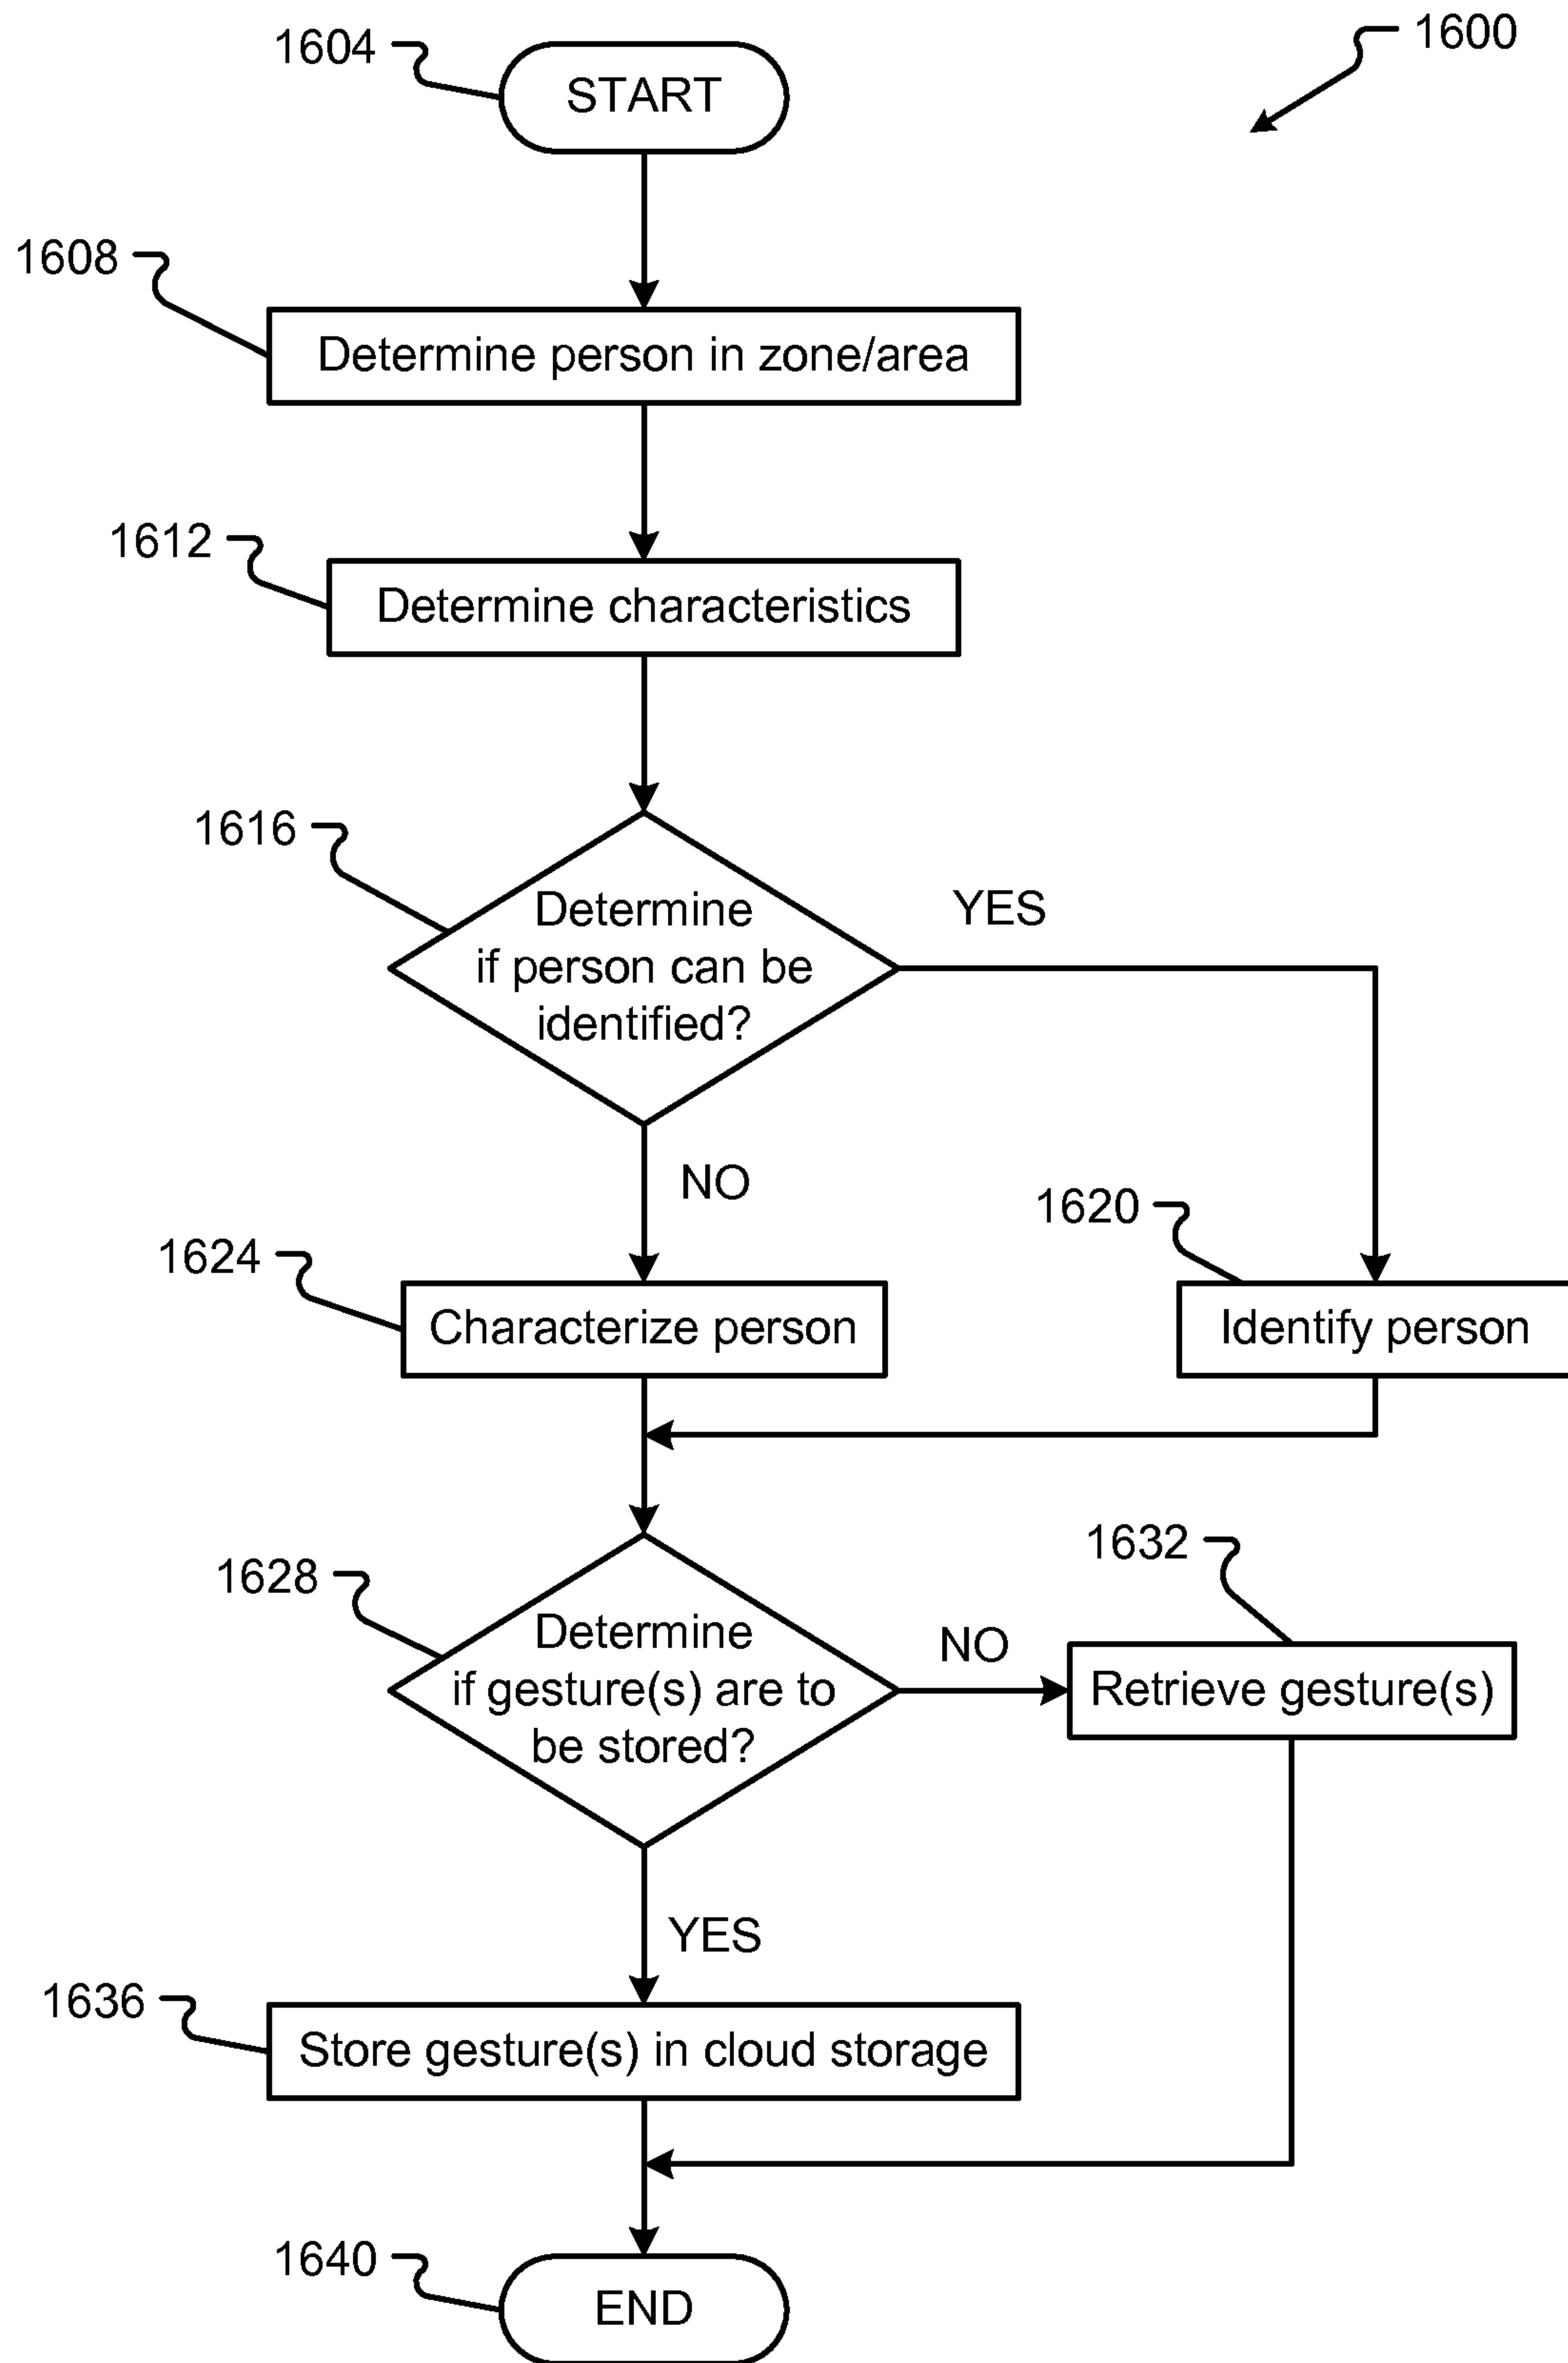 1600
1604
START
1608
Determine person in zone/area
1612
Determine characteristics
1616
Determine
if person can be
identified?
YES
NO
1620
1624
Characterize person
Identify person
1628
1632
Determine
if gesture(s) are to
be stored?
NO
Retrieve gesture(s)
YES
1636
Store gesture(s) in cloud storage
1640
END